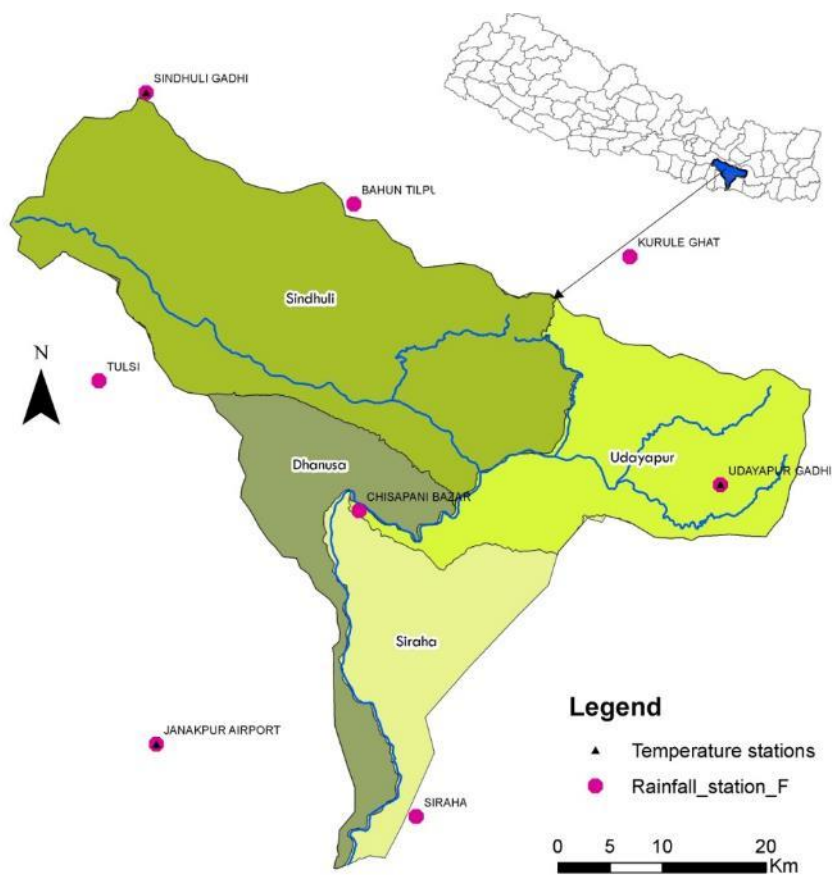 SINDHULI GADHI
BAHUN TILPL
KURULE GHAT
Sindhuli
N
TULSI
Dhanusa
Udayapur
UDAYAPUR GADHI
CHISAPANI BAZAR
Siraha
Legend
JANAKPUR AIRPORT
Temperature stations
Rainfall_station_F
SIRAHA
0 5 10 20
Km